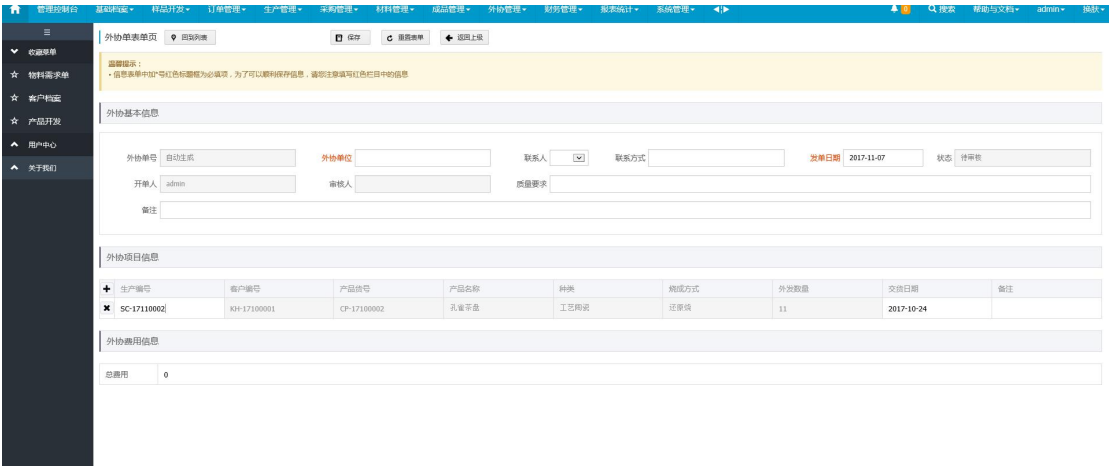 管理控制台 基础档案 样品开发 订单管理 生产管理 采购管理 材料管理 成品管理 外协管理 财务管理 报表统计 系统管理 0 搜索 帮助与文档 admin 换肤
外协单表单页 回到列表 保存 重置表单 返回上级
收藏菜单
物料需求单
客户档案
产品开发
用户中心
关于我们
温馨提示：
• 信息表单中加*号红色标题框为必填项，为了可以顺利保存信息，请您注意填写红色栏目中的信息
外协基本信息
外协单号 自动生成 外协单位 联系人 联系方式 发单日期 2017-11-07 状态 待审核
开单人 admin 审核人 质量要求
备注
外协项目信息
生产编号 客户编号 产品货号 产品名称 种类 烧成方式 外发数量 交货日期 备注
SC-17110002 KH-17100001 CP-17100002 孔雀茶盘 工艺陶瓷 还原烧 11 2017-10-24
外协费用信息
总费用 0